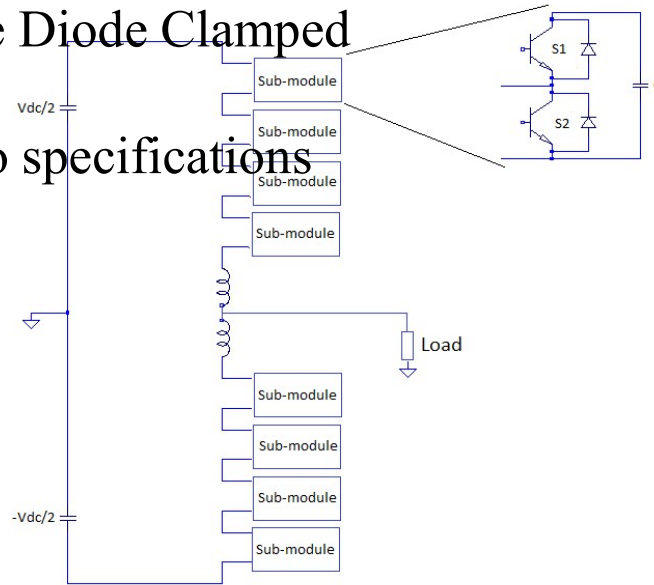 e Diode Clamped
o specifications
Vdc/2
-Vdc/2
Sub-module
Sub-module
Sub-module
Sub-module
Load
Sub-module
Sub-module
Sub-module
Sub-module
S1
S2